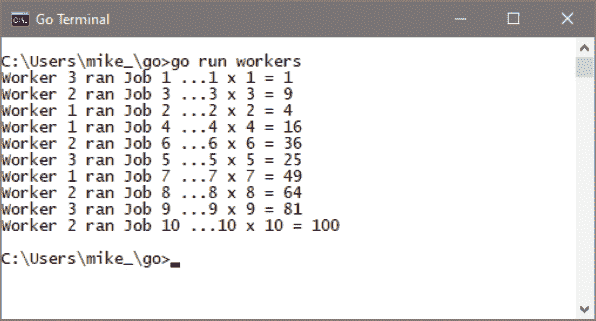 Go Terminal
C:\Users\mike_\go>go run workers
Worker 3 ran Job 1 ...1 x 1 = 1
Worker 2 ran Job 3 ...3 x 3 = 9
Worker 1 ran Job 2 ...2 x 2 = 4
Worker 1 ran Job 4 ...4 x 4 = 16
Worker 2 ran Job 6 ...6 x 6 = 36
Worker 3 ran Job 5 ...5 x 5 = 25
Worker 1 ran Job 7 ...7 x 7 = 49
Worker 2 ran Job 8 ...8 x 8 = 64
Worker 3 ran Job 9 ...9 x 9 = 81
Worker 2 ran Job 10 ...10 x 10 = 100
C:\Users\mike_\go>